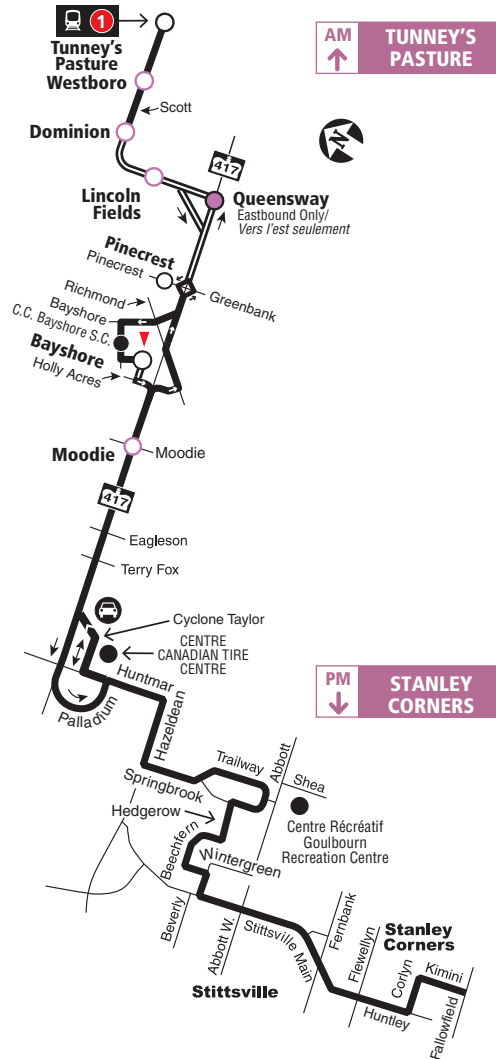 1
Tunney's
Pasture
Westboro
AM
TUNNEY'S
PASTURE
Scott
Dominion
N
417
Lincoln
Fields
Queensway
Eastbound Only/
Vers l'est seulement
Pinecrest
Pinecrest
Greenbank
Richmond
Bayshore
C.C. Bayshore S.C.
Bayshore
Holly Acres
Moodie
Moodie
417
Eagleson
Terry Fox
Cyclone Taylor
CENTRE
CANADIAN TIRE
CENTRE
Huntmar
Palladium
Hazeldean
PM
STANLEY
CORNERS
Trailway
Abbott
Shea
Springbrook
Hedgerow
Centre Récréatif
Goulbourn
Recreation Centre
Beechfern
Wintergreen
Beverly
Abbott W.
Stittsville Main
Fernbank
Flewellyn
Stanley
Corners
Stittsville
Corlyn
Kimini
Huntley
Fallowfield